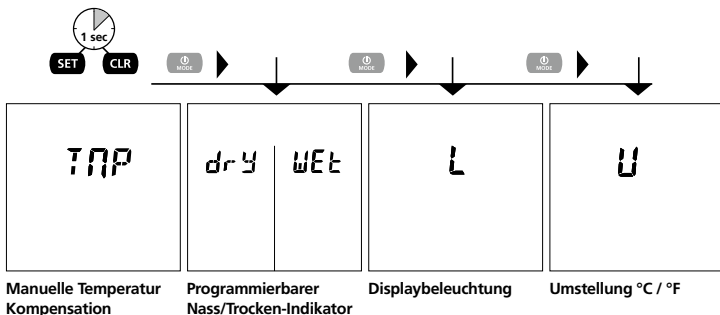 1 sec
SET CLR MODE MODE MODE
TMP dry WEt L U
Manuelle Temperatur
Kompensation
Programmierbarer
Nass/Trocken-Indikator
Displaybeleuchtung
Umstellung °C / °F